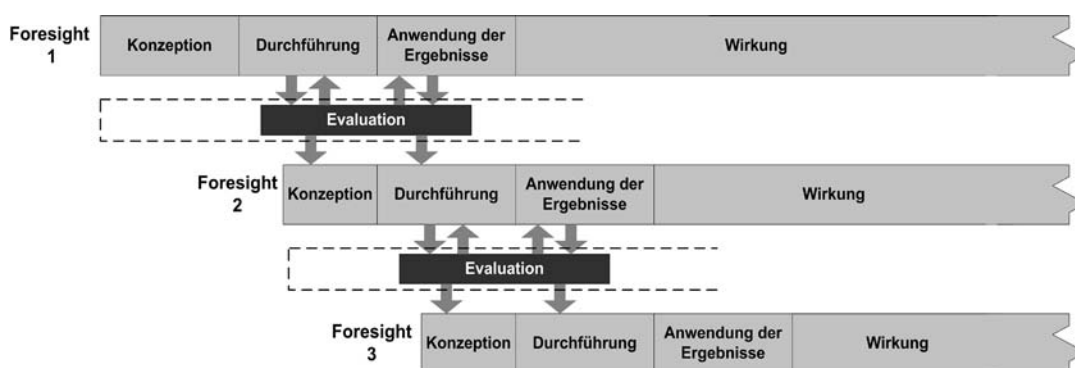 Foresight
1
Konzeption
Durchführung
Anwendung der
Ergebnisse
Wirkung
Evaluation
Foresight
2
Konzeption
Durchführung
Anwendung der
Ergebnisse
Wirkung
Evaluation
Foresight
3
Konzeption
Durchführung
Anwendung der
Ergebnisse
Wirkung